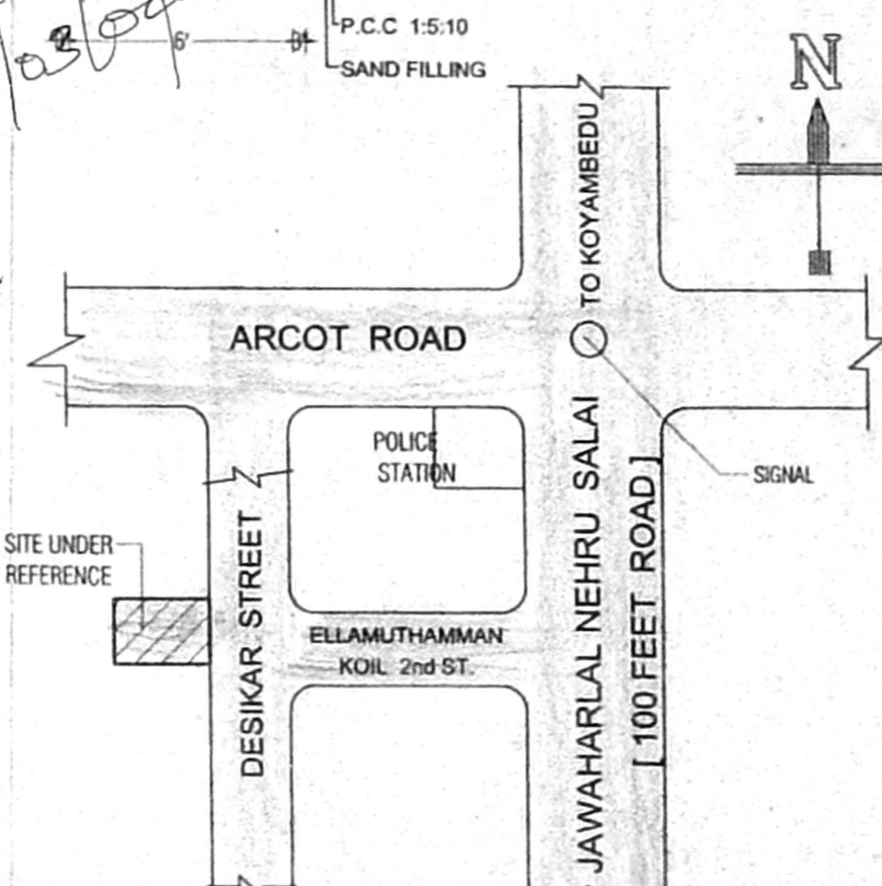 P.C.C 1:5:10
6'
SAND FILLING
N
TO KOYAMBEDU
ARCOT ROAD
POLICE
STATION
SIGNAL
JAWAHARLAL NEHRU SALAI
[100 FEET ROAD]
SITE UNDER
REFERENCE
DESIKAR STREET
ELLAMUTHAMMAN
KOIL 2nd ST.